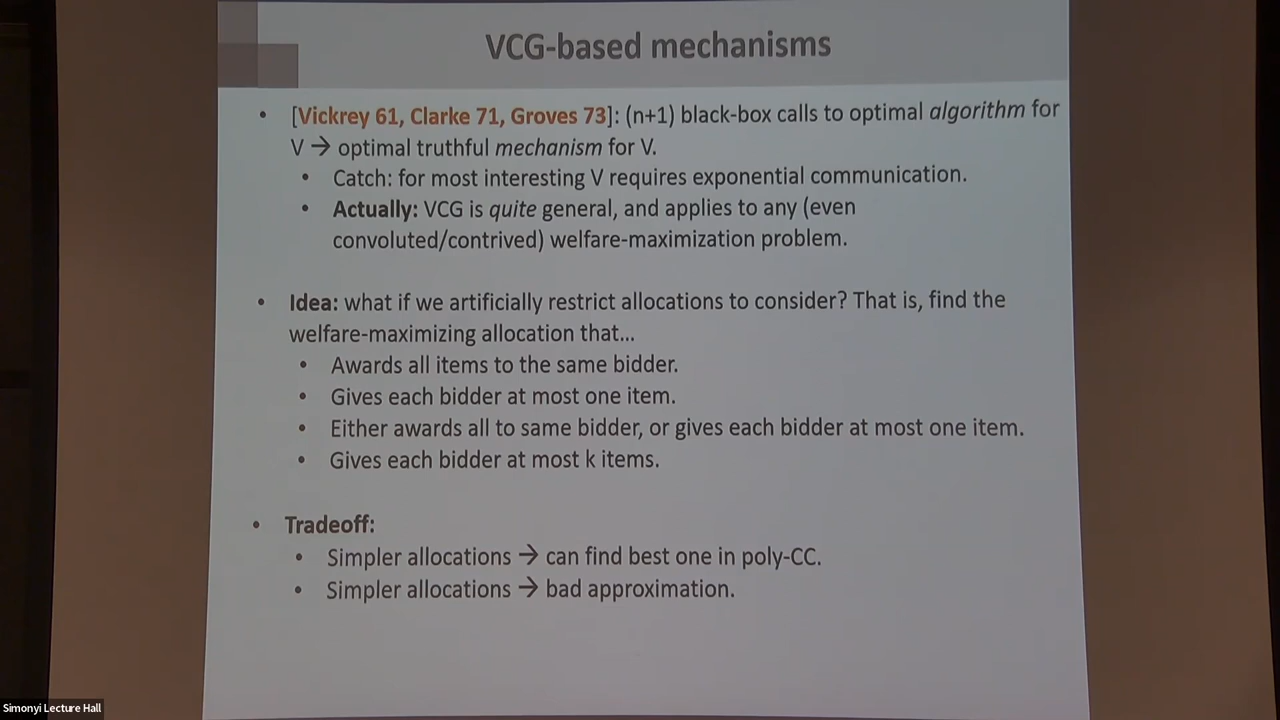 VCG-based mechanisms
• [Vickrey 61, Clarke 71, Groves 73]: (n+1) black-box calls to optimal algorithm for
V → optimal truthful mechanism for V.
• Catch: for most interesting V requires exponential communication.
• Actually: VCG is quite general, and applies to any (even
convoluted/contrived) welfare-maximization problem.
• Idea: what if we artificially restrict allocations to consider? That is, find the
welfare-maximizing allocation that...
• Awards all items to the same bidder.
• Gives each bidder at most one item.
• Either awards all to same bidder, or gives each bidder at most one item.
• Gives each bidder at most k items.
• Tradeoff:
• Simpler allocations → can find best one in poly-CC.
• Simpler allocations → bad approximation.
Simonyi Lecture Hall